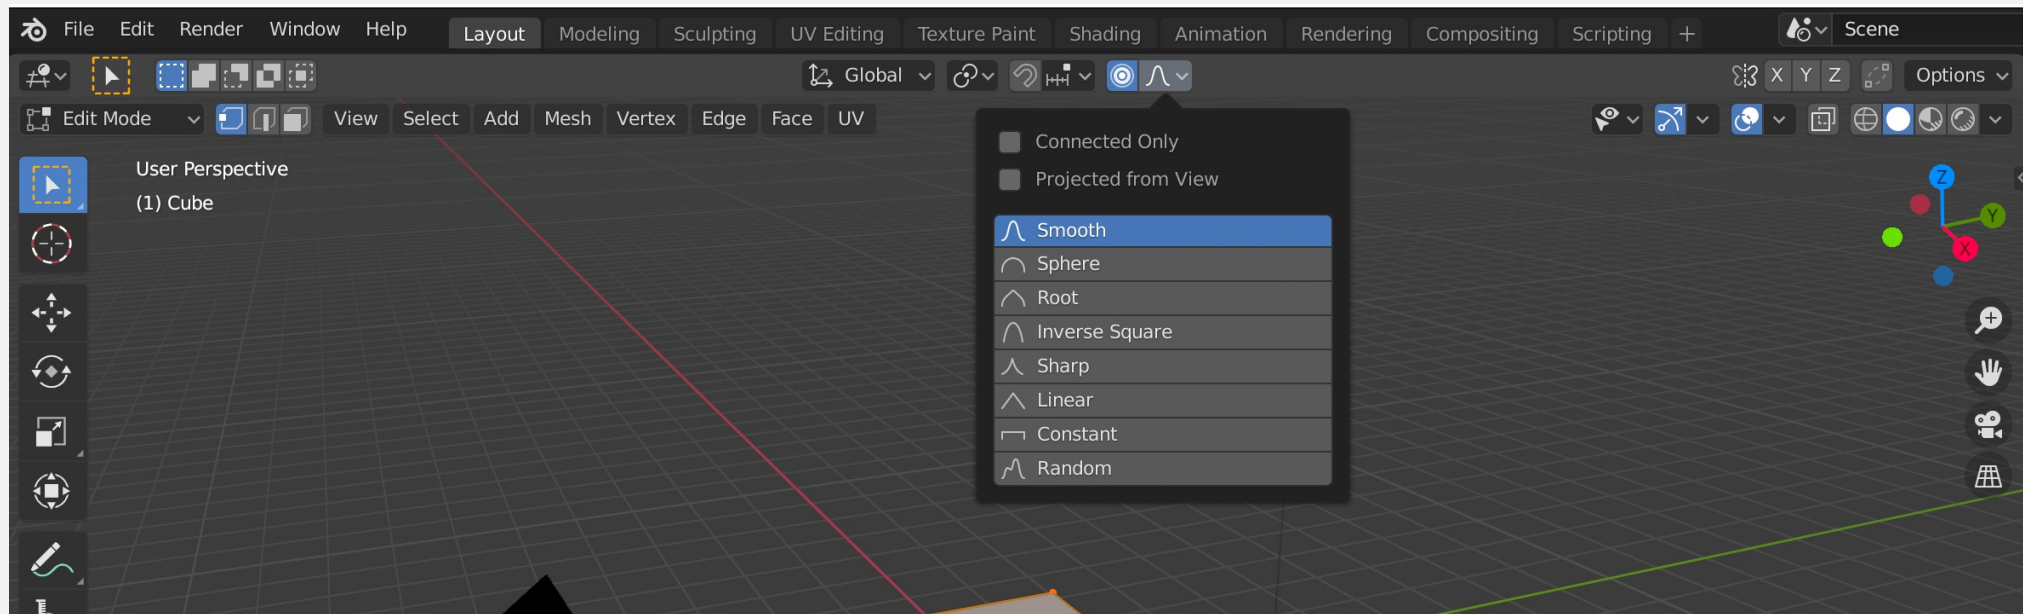 File Edit Render Window Help Layout Modeling Sculpting UV Editing Texture Paint Shading Animation Rendering Compositing Scripting + Scene
Global X Y Z Options
Edit Mode View Select Add Mesh Vertex Edge Face UV
Connected Only
Projected from View
User Perspective
(1) Cube
Smooth
Sphere
Root
Inverse Square
Sharp
Linear
Constant
Random
Z
Y
X